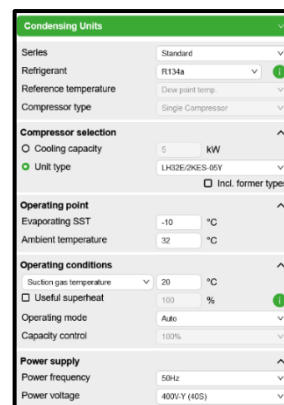 Condensing Units
Series Standard
Refrigerant R134a i
Reference temperature Dew point temp.
Compressor type Single Compressor
Compressor selection
Cooling capacity 5 kW
Unit type LH32E/2KES-05Y
Incl. former types
Operating point
Evaporating SST -10 °C
Ambient temperature 32 °C
Operating conditions
Suction gas temperature 20 °C
Useful superheat 100 % i
Operating mode Auto
Capacity control 100%
Power supply
Power frequency 50Hz
Power voltage 400V-Y (40S)